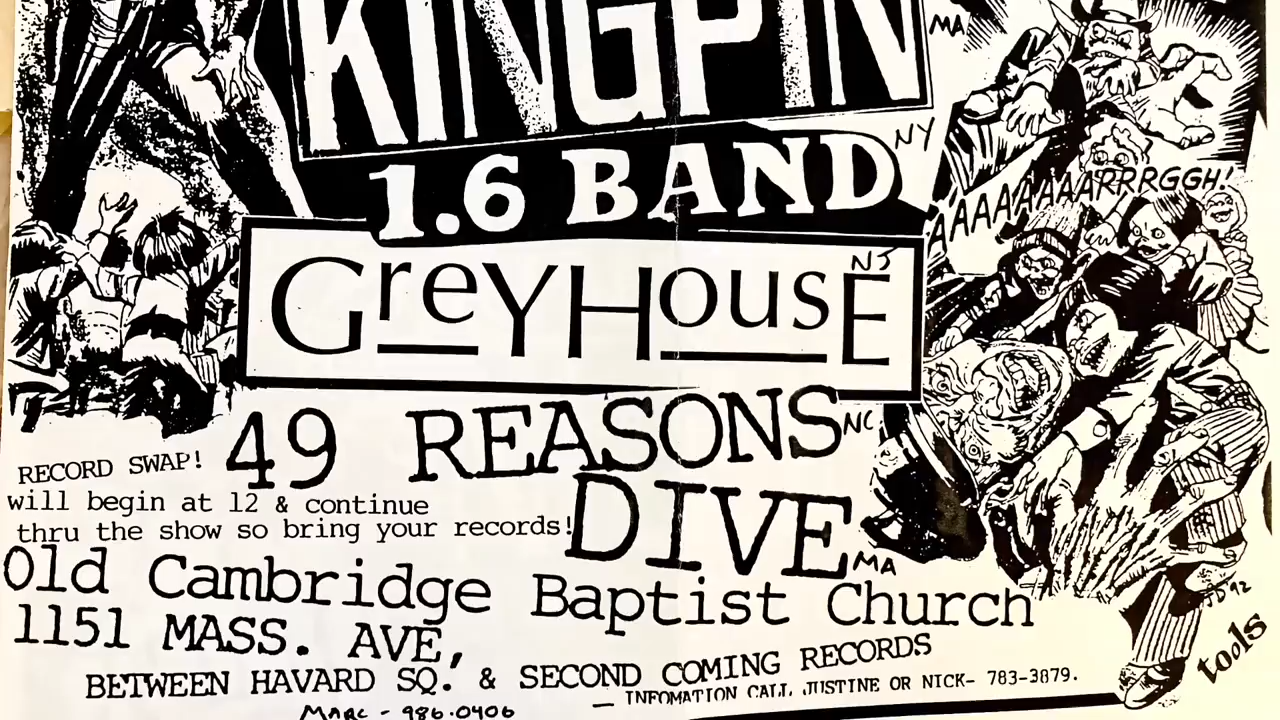 KINGPIN MA
1.6 BAND NY
GreyHousE NJ
AAAAAAAARRRGGH!
49 REASONS NC
RECORD SWAP!
will begin at 12 & continue
thru the show so bring your records!
DIVE MA
Old Cambridge Baptist Church
1151 MASS. AVE,
BETWEEN HAVARD SQ. & SECOND COMING RECORDS
— INFOMATION CALL JUSTINE OR NICK- 783-3879.
MARC - 986-0406
JD '92
tools